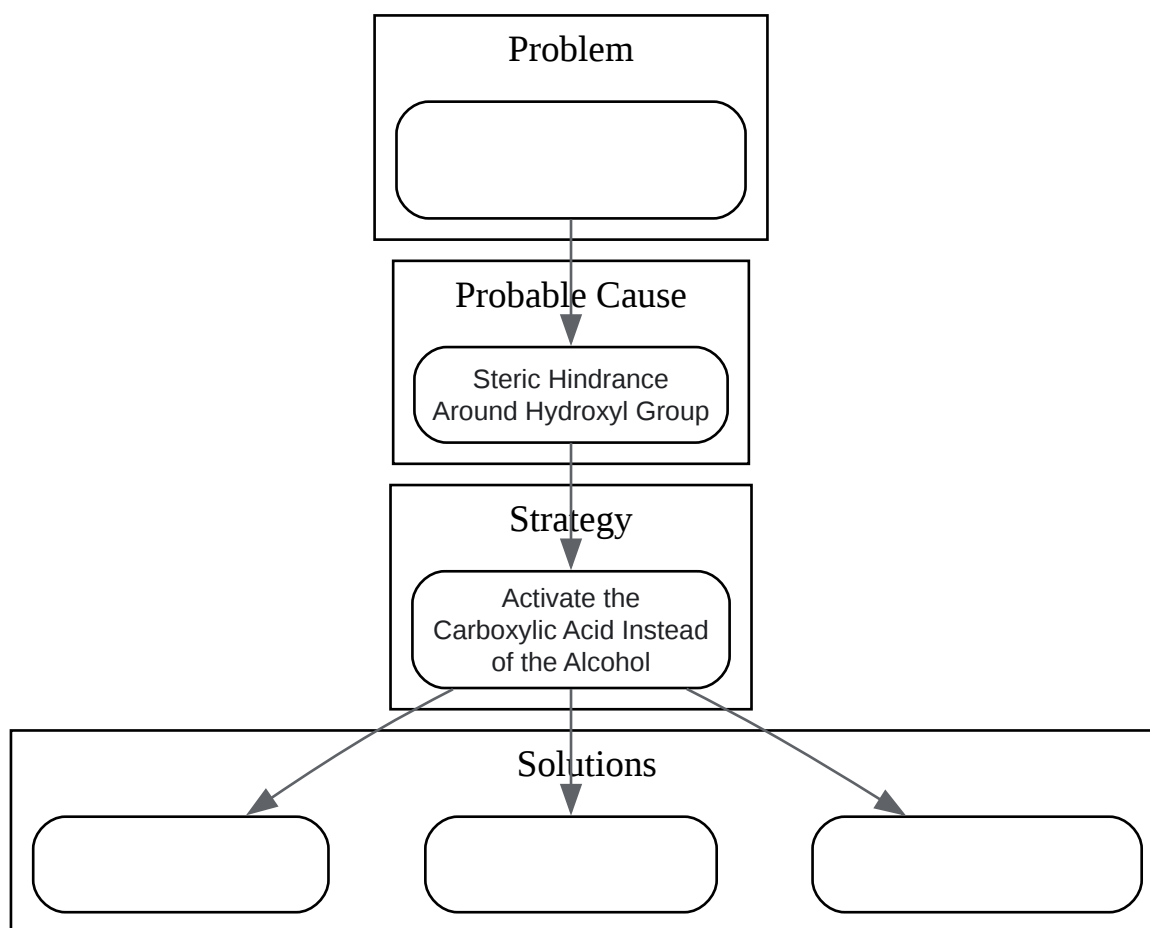 Problem
Probable Cause
Steric Hindrance
Around Hydroxyl Group
Strategy
Activate the
Carboxylic Acid Instead
of the Alcohol
Solutions